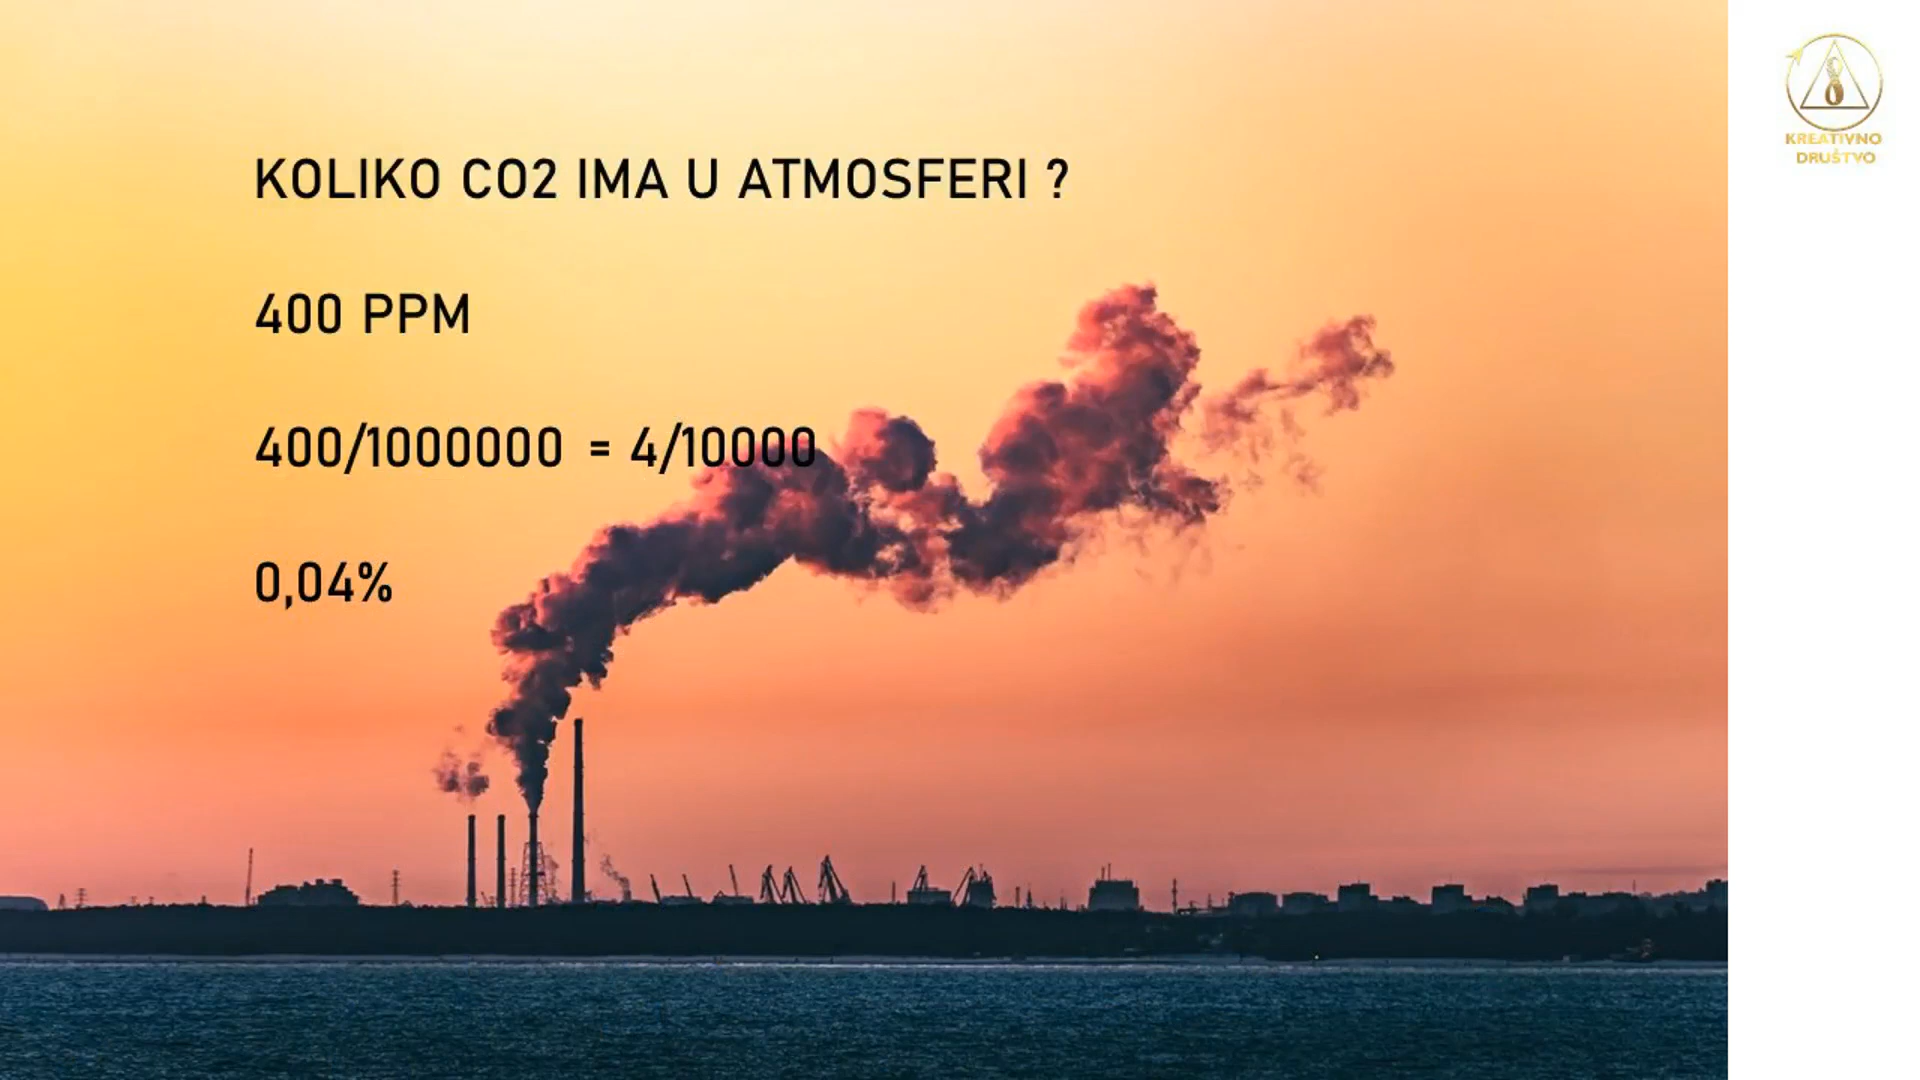 KOLIKO CO2 IMA U ATMOSFERI ?
400 PPM
400/1000000 = 4/10000
0,04%
KREATIVNO
DRUŠTVO